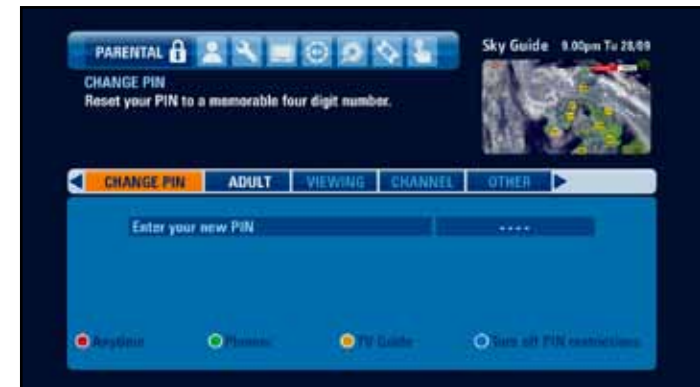 PARENTAL
Sky Guide 9.00pm Tu 28/09
CHANGE PIN
Reset your PIN to a memorable four digit number.
CHANGE PIN ADULT VIEWING CHANNEL OTHER
Enter your new PIN ----
Anytime Planner TV Guide Turn off PIN restrictions